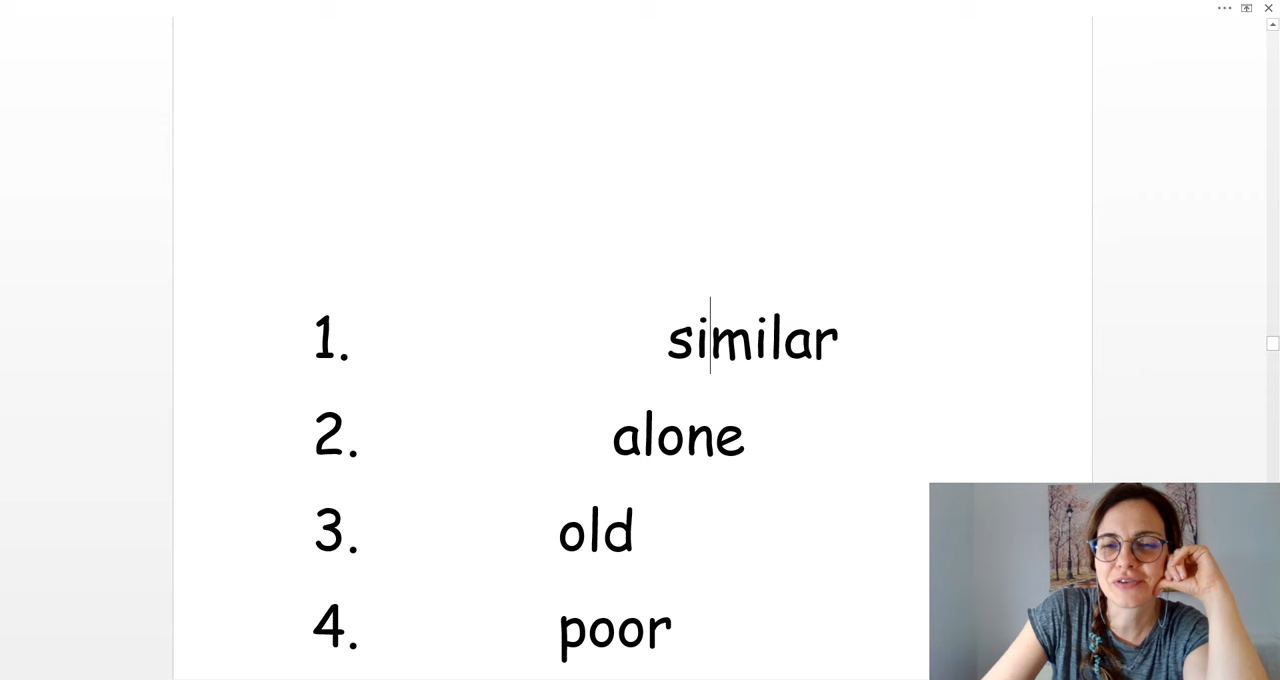 1. similar
2. alone
3. old
4. poor